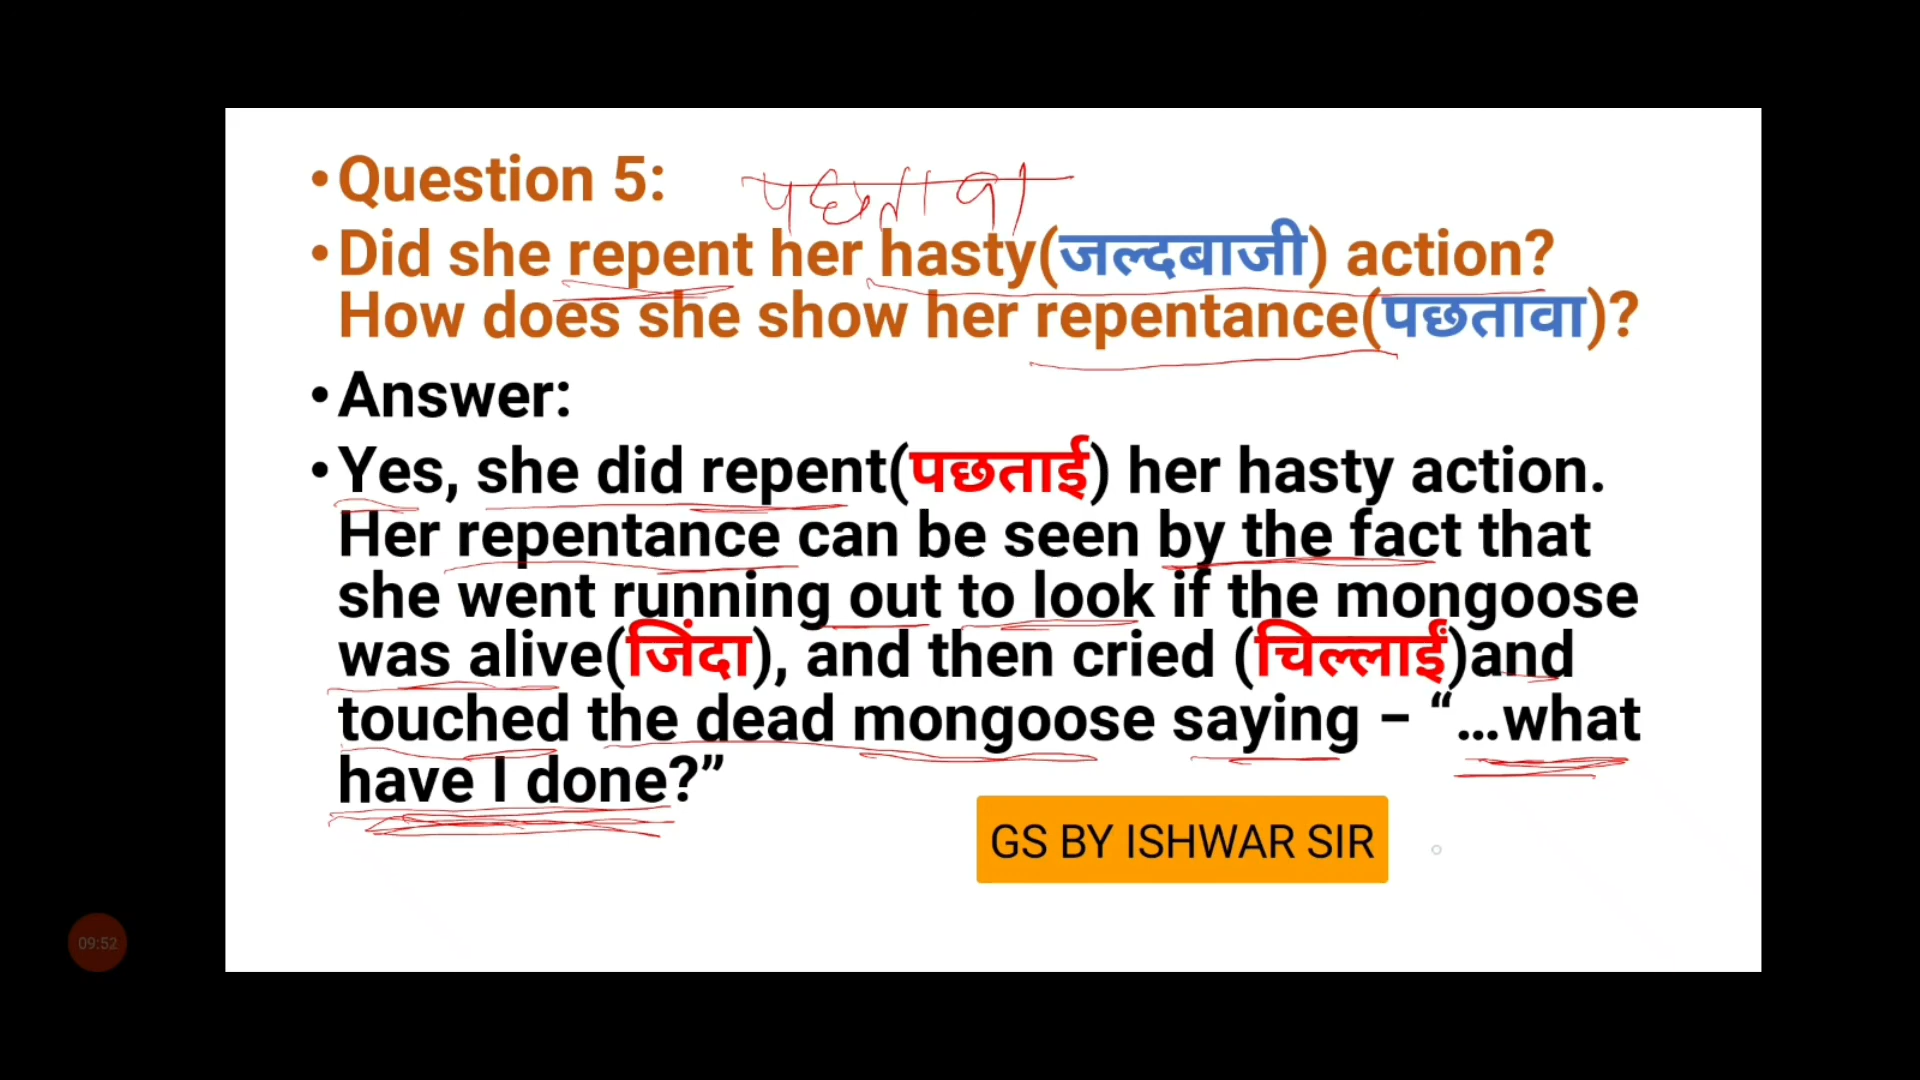 •Question 5:
पछतावा
•Did she repent her hasty(जल्दबाजी) action?
How does she show her repentance(पछतावा)?
•Answer:
•Yes, she did repent(पछताई) her hasty action.
Her repentance can be seen by the fact that
she went running out to look if the mongoose
was alive(जिंदा), and then cried (चिल्लाईं)and
touched the dead mongoose saying – “…what
have I done?”
GS BY ISHWAR SIR
09:52